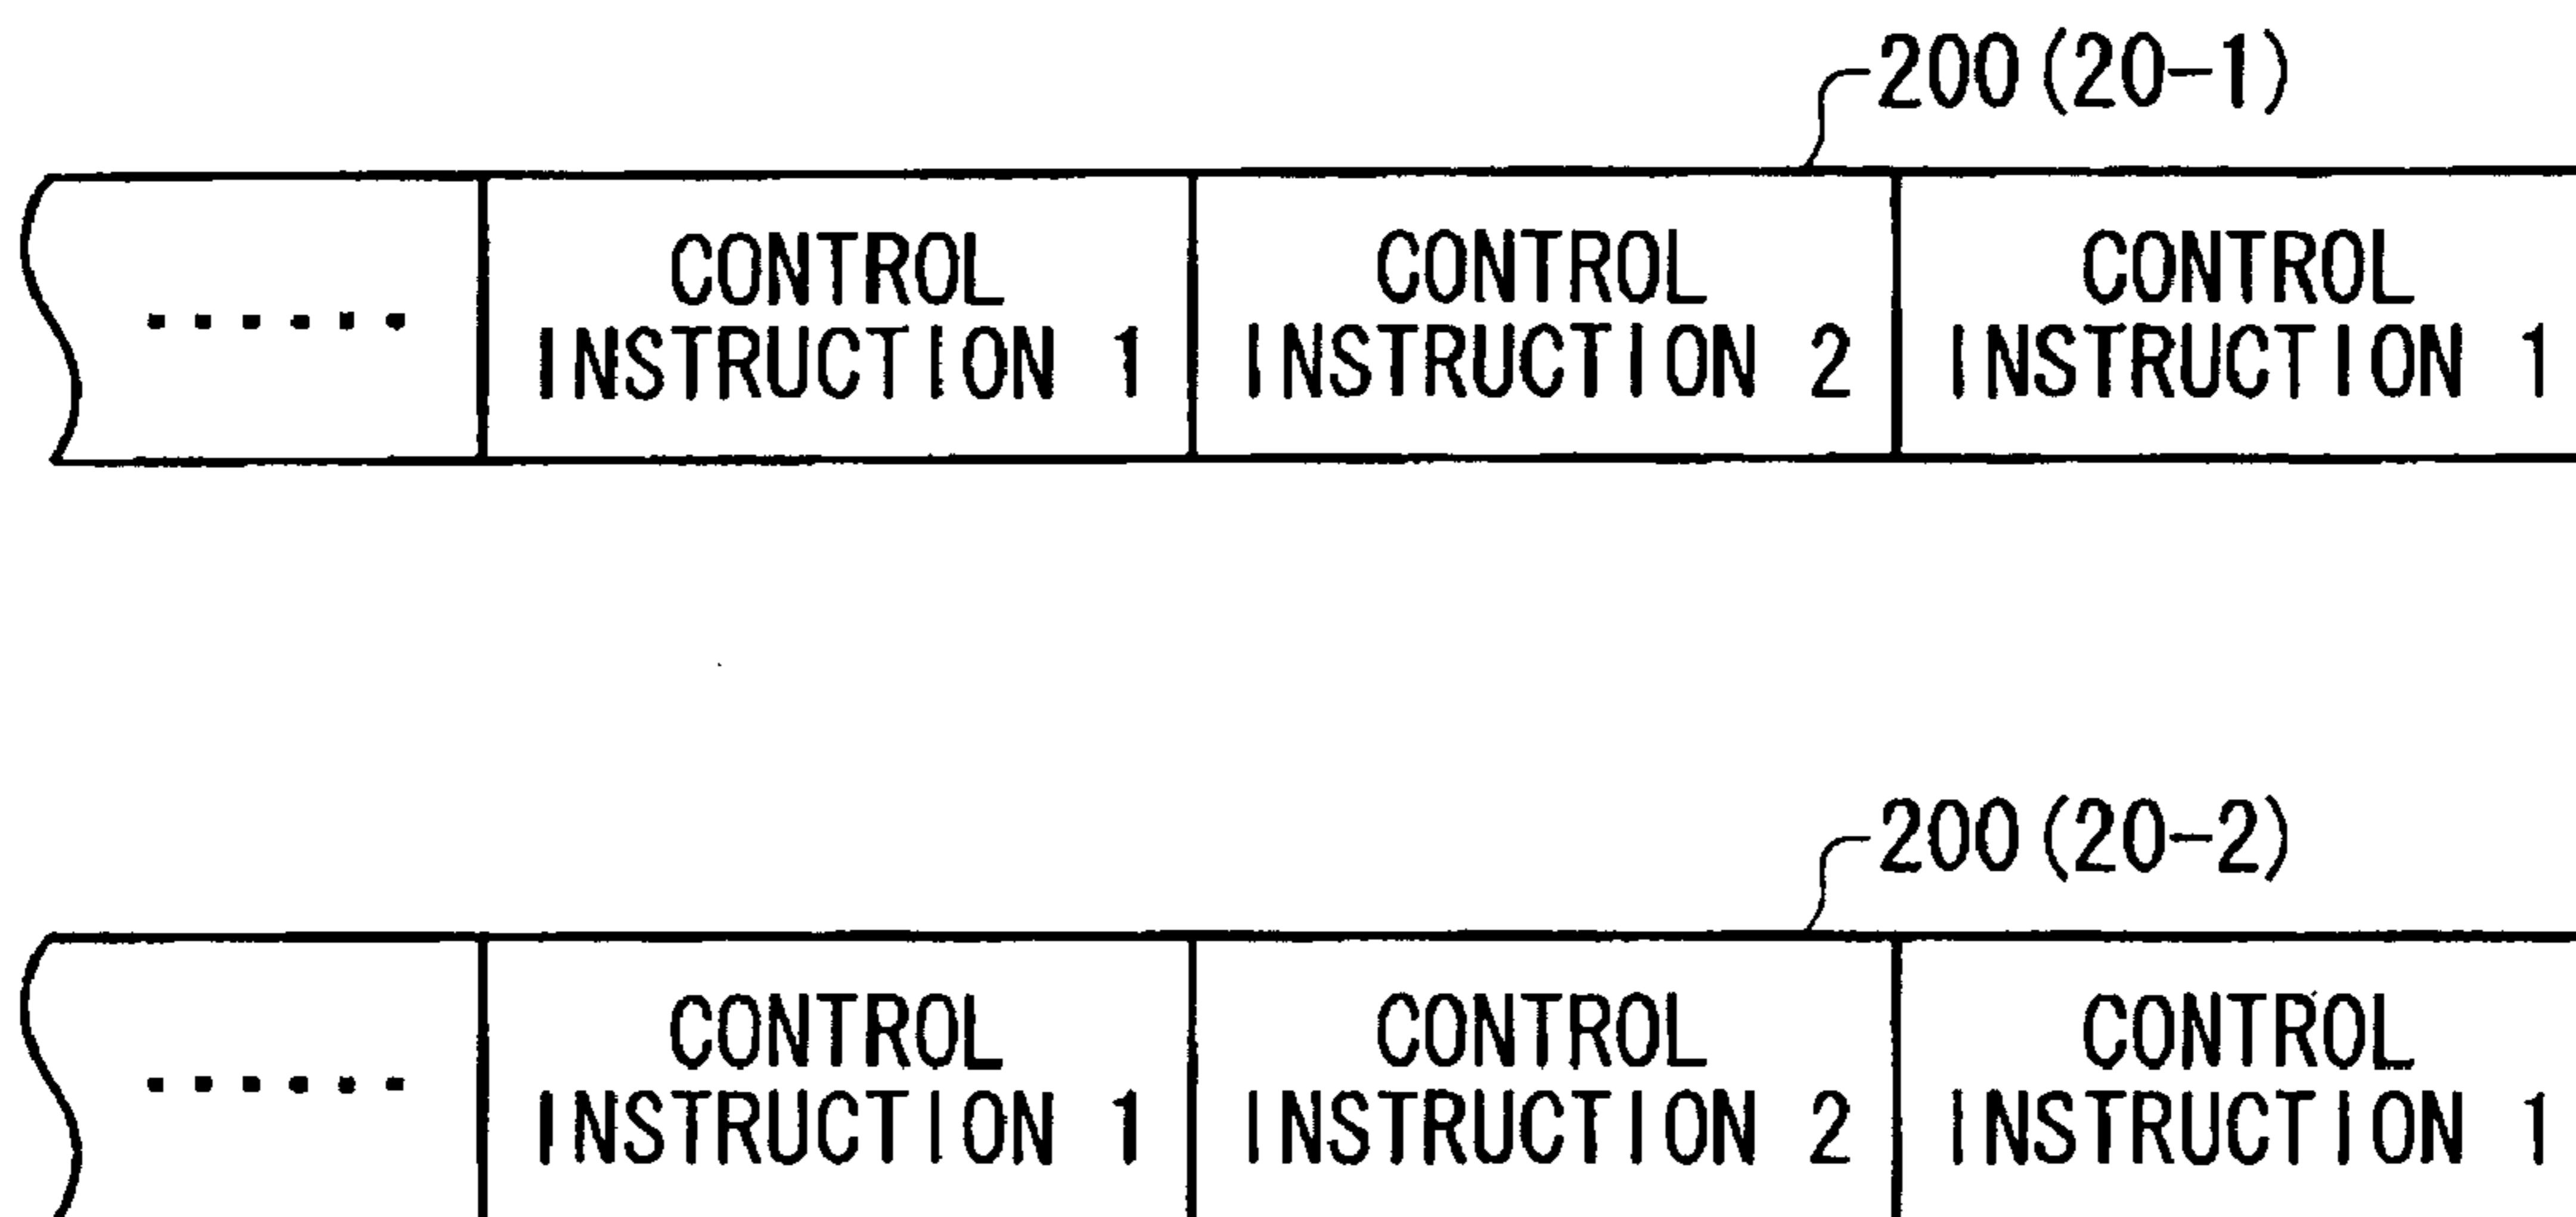 200 (20-1)
...... CONTROL CONTROL CONTROL
INSTRUCTION 1 INSTRUCTION 2 INSTRUCTION 1
200 (20-2)
...... CONTROL CONTROL CONTROL
INSTRUCTION 1 INSTRUCTION 2 INSTRUCTION 1